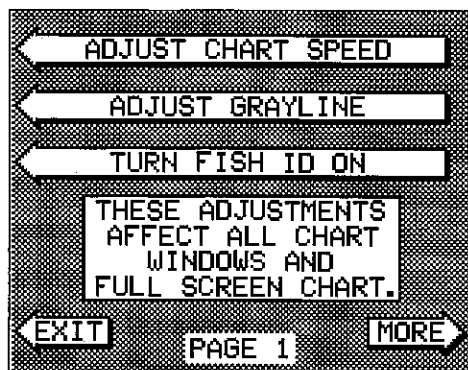 ADJUST CHART SPEED
ADJUST GRAYLINE
TURN FISH ID ON
THESE ADJUSTMENTS
AFFECT ALL CHART
WINDOWS AND
FULL SCREEN CHART.
EXIT
PAGE 1
MORE